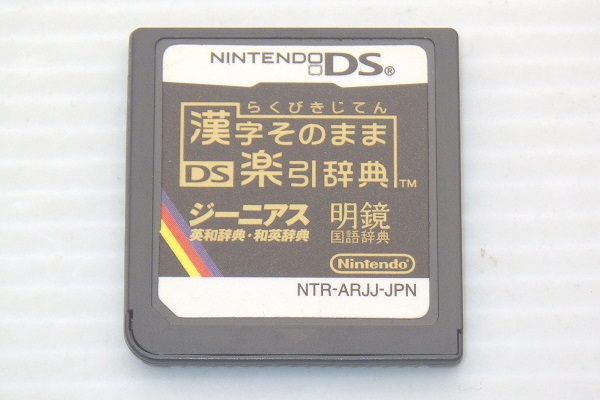 NINTENDO DS®
らくびきじてん
漢字そのまま
DS 楽引辞典™
ジーニアス 明鏡
英和辞典・和英辞典 国語辞典
Nintendo
NTR-ARJJ-JPN